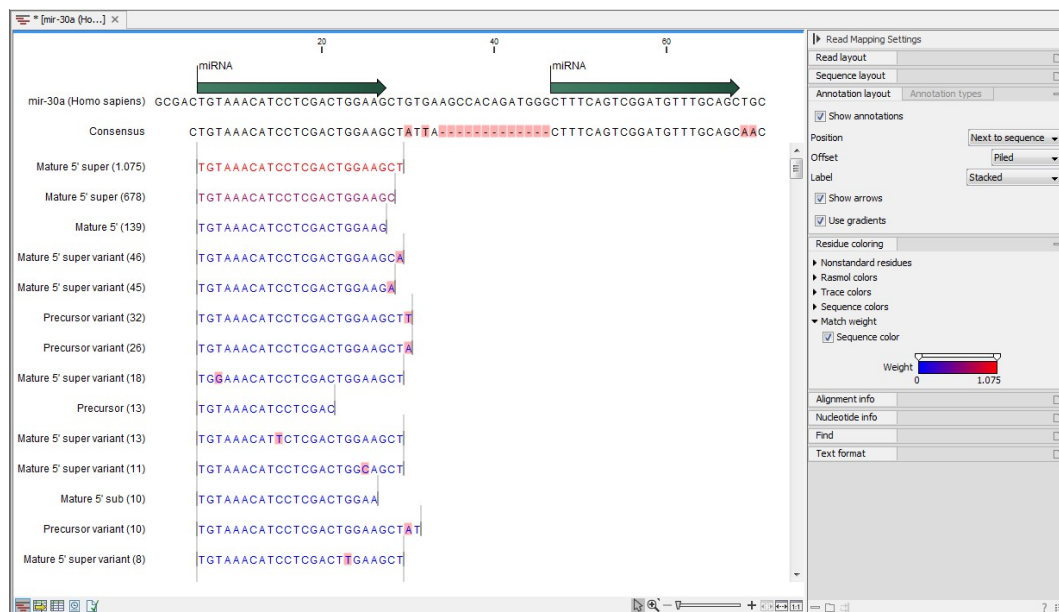 * [mir-30a (Ho...]
20
40
60
miRNA
miRNA
mir-30a (Homo sapiens) GCGACTGTAAACATCCTCGACTGGAAGCTGTGAAGCCACAGATGGGCTTTCAGTCGGATGTTTGCAGCTGC
Consensus CTGTAAACATCCTCGACTGGAAGCTATTA-------------CTTTCAGTCGGATGTTTGCAGCAAC
Mature 5' super (1.075) TGTAAACATCCTCGACTGGAAGCT
Mature 5' super (678) TGTAAACATCCTCGACTGGAAGC
Mature 5' (139) TGTAAACATCCTCGACTGGAAG
Mature 5' super variant (46) TGTAAACATCCTCGACTGGAAGCA
Mature 5' super variant (45) TGTAAACATCCTCGACTGGAAGA
Precursor variant (32) TGTAAACATCCTCGACTGGAAGCTT
Precursor variant (26) TGTAAACATCCTCGACTGGAAGCTA
Mature 5' super variant (18) TGGAAACATCCTCGACTGGAAGCT
Precursor (13) TGTAAACATCCTCGAC
Mature 5' super variant (13) TGTAAACATTCTCGACTGGAAGCT
Mature 5' super variant (11) TGTAAACATCCTCGACTGGCAGCT
Mature 5' sub (10) TGTAAACATCCTCGACTGGAA
Precursor variant (10) TGTAAACATCCTCGACTGGAAGCTAT
Mature 5' super variant (8) TGTAAACATCCTCGACTTGAAGCT
Read Mapping Settings
Read layout
Sequence layout
Annotation layout Annotation types
Show annotations
Position Next to sequence
Offset Piled
Label Stacked
Show arrows
Use gradients
Residue coloring
Nonstandard residues
Rasmol colors
Trace colors
Sequence colors
Match weight
Sequence color
Weight
0 1.075
Alignment info
Nucleotide info
Find
Text format
1:1
?